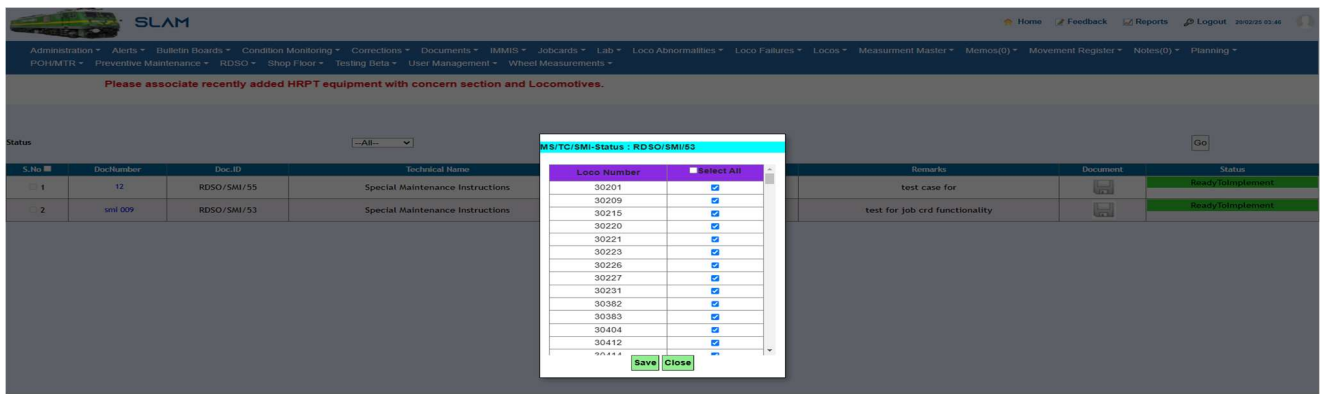 SLAM
Home Feedback Reports Logout 20/02/25 03:46
Administration Alerts Bulletin Boards Condition Monitoring Corrections Documents IMMIS Jobcards Lab Loco Abnormalities Loco Failures Locos Measurment Master Memos(0) Movement Register Notes(0) Planning
POH/MTR Preventive Maintenance RDSO Shop Floor Testing Beta User Management Wheel Measurements
Please associate recently added HRPT equipment with concern section and Locomotives.
Status --All-- Go
S.No DocNumber Doc.ID Technical Name Remarks Document Status
1 12 RDSO/SMI/55 Special Maintenance Instructions test case for ReadyToImplement
2 smi 009 RDSO/SMI/53 Special Maintenance Instructions test for job crd functionality ReadyToImplement
MS/TC/SMI-Status : RDSO/SMI/53
Loco Number Select All
30201
30209
30215
30220
30221
30223
30226
30227
30231
30382
30383
30404
30412
30414
Save Close